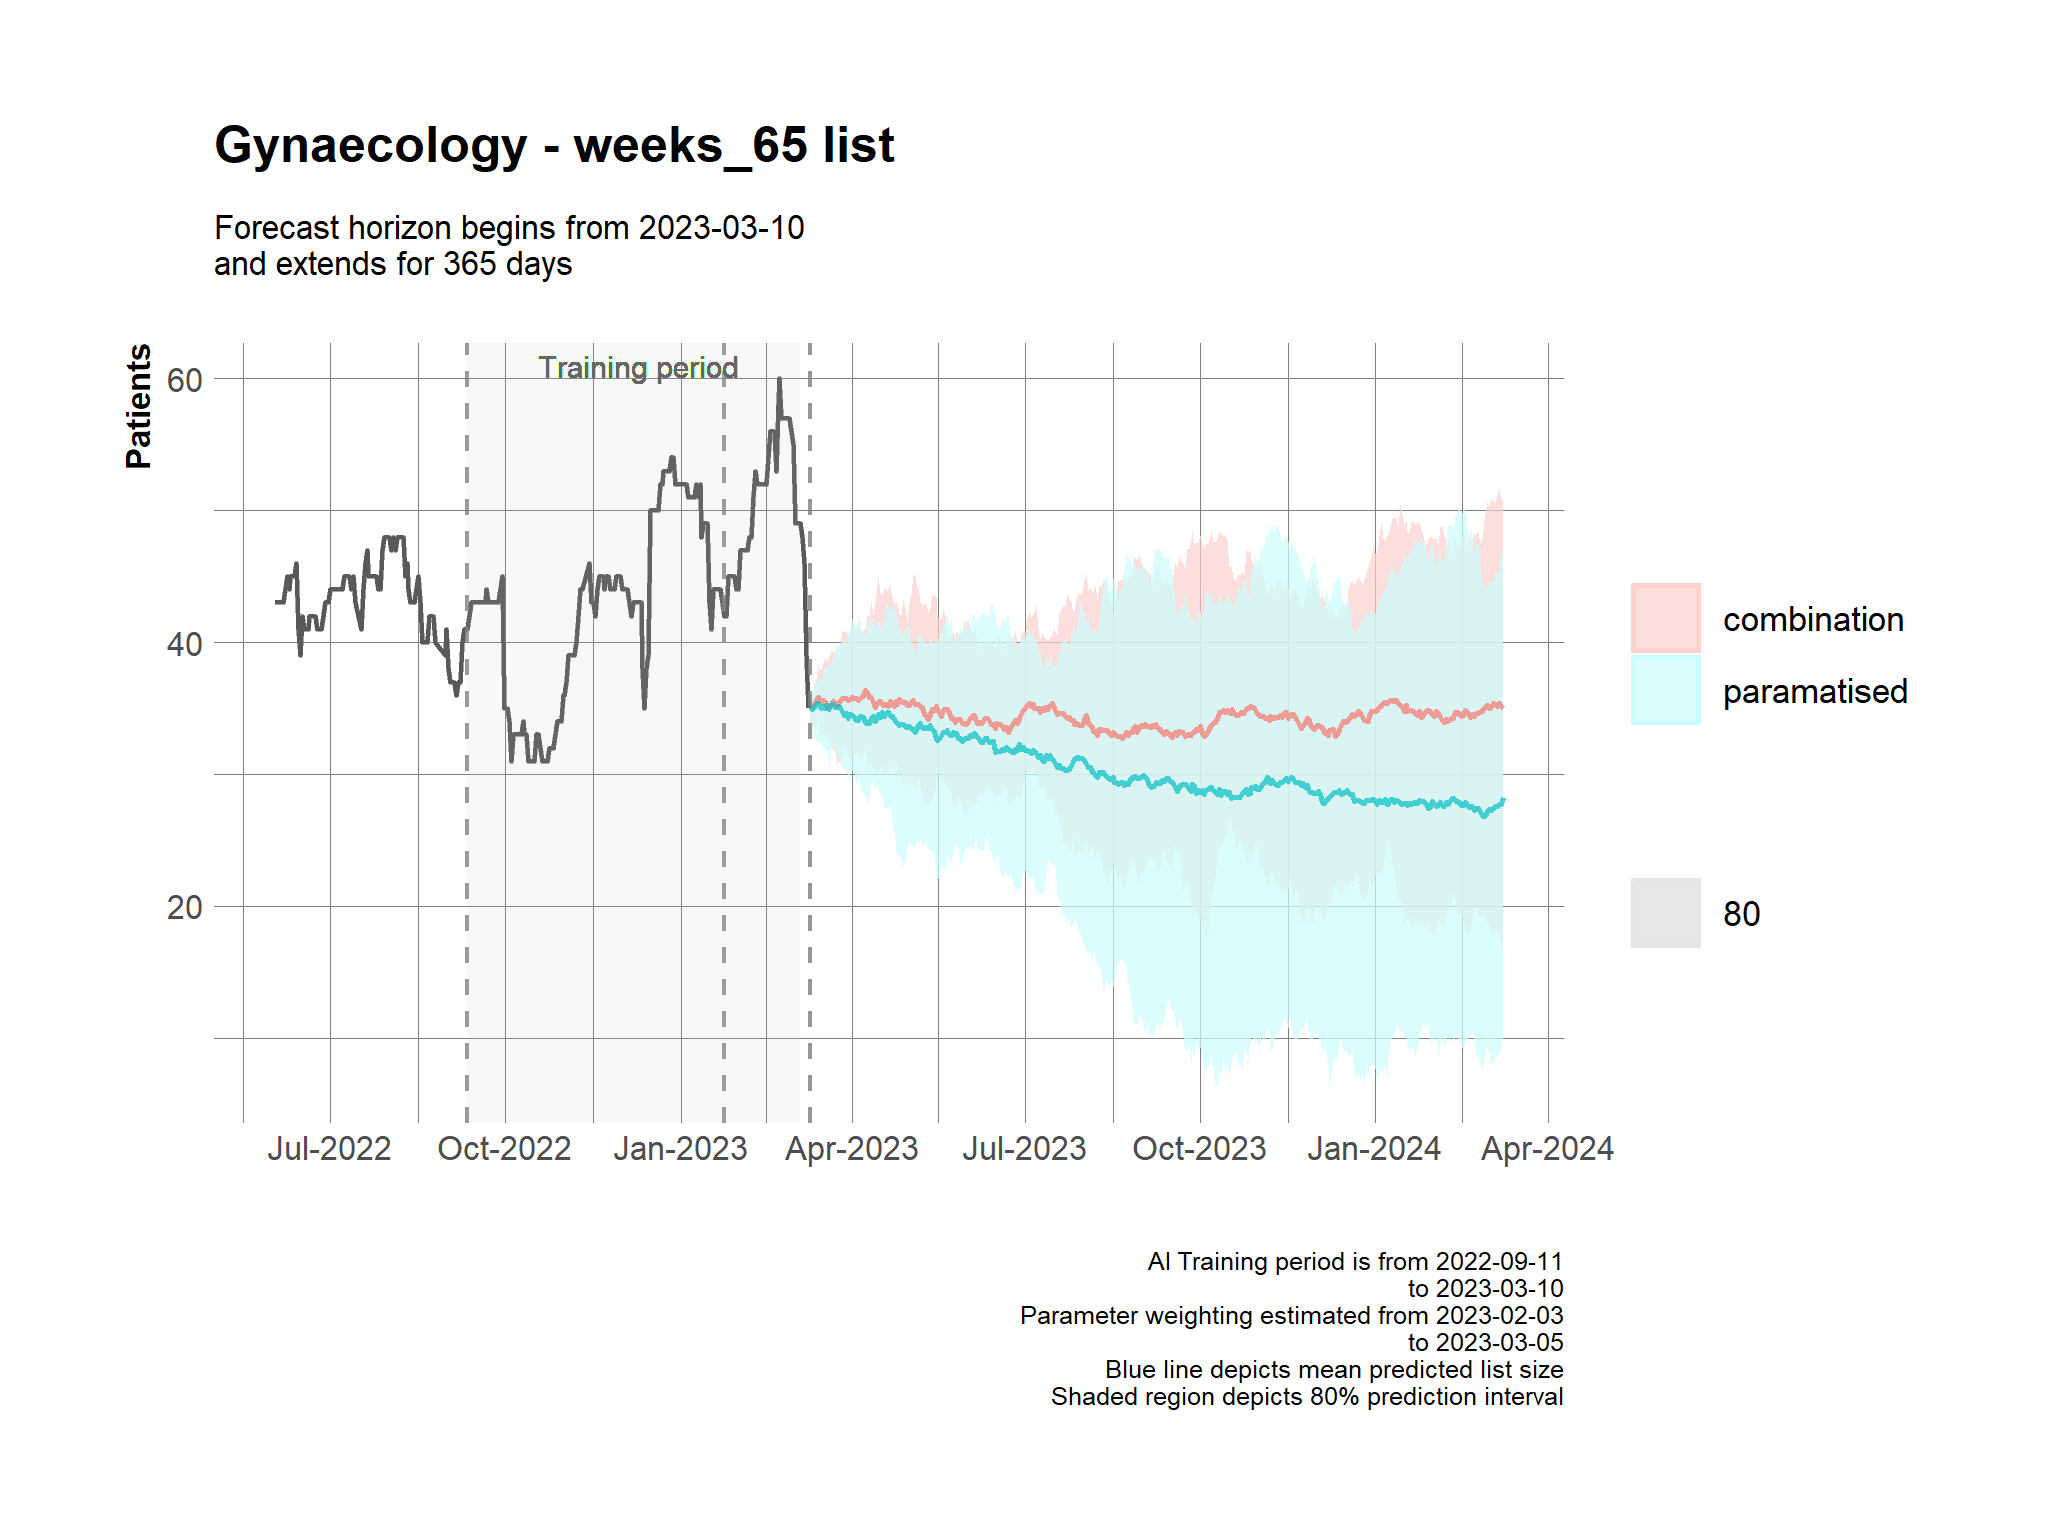 Gynaecology - weeks_65 list
Forecast horizon begins from 2023-03-10
and extends for 365 days
Patients
Training period
60
40
20
Jul-2022
Oct-2022
Jan-2023
Apr-2023
Jul-2023
Oct-2023
Jan-2024
Apr-2024
combination
paramatised
80
AI Training period is from 2022-09-11
to 2023-03-10
Parameter weighting estimated from 2023-02-03
to 2023-03-05
Blue line depicts mean predicted list size
Shaded region depicts 80% prediction interval